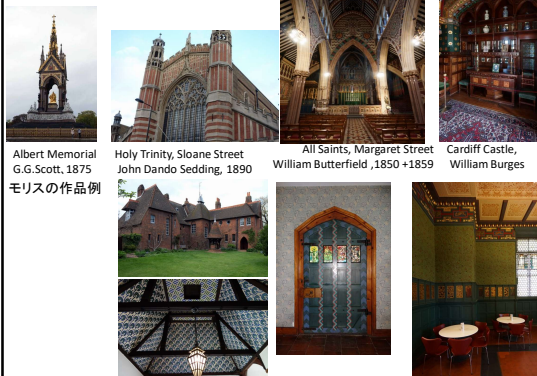 Albert Memorial
G.G.Scott、1875
Holy Trinity, Sloane Street
John Dando Sedding, 1890
All Saints, Margaret Street
William Butterfield ,1850 +1859
Cardiff Castle,
William Burges
モリスの作品例